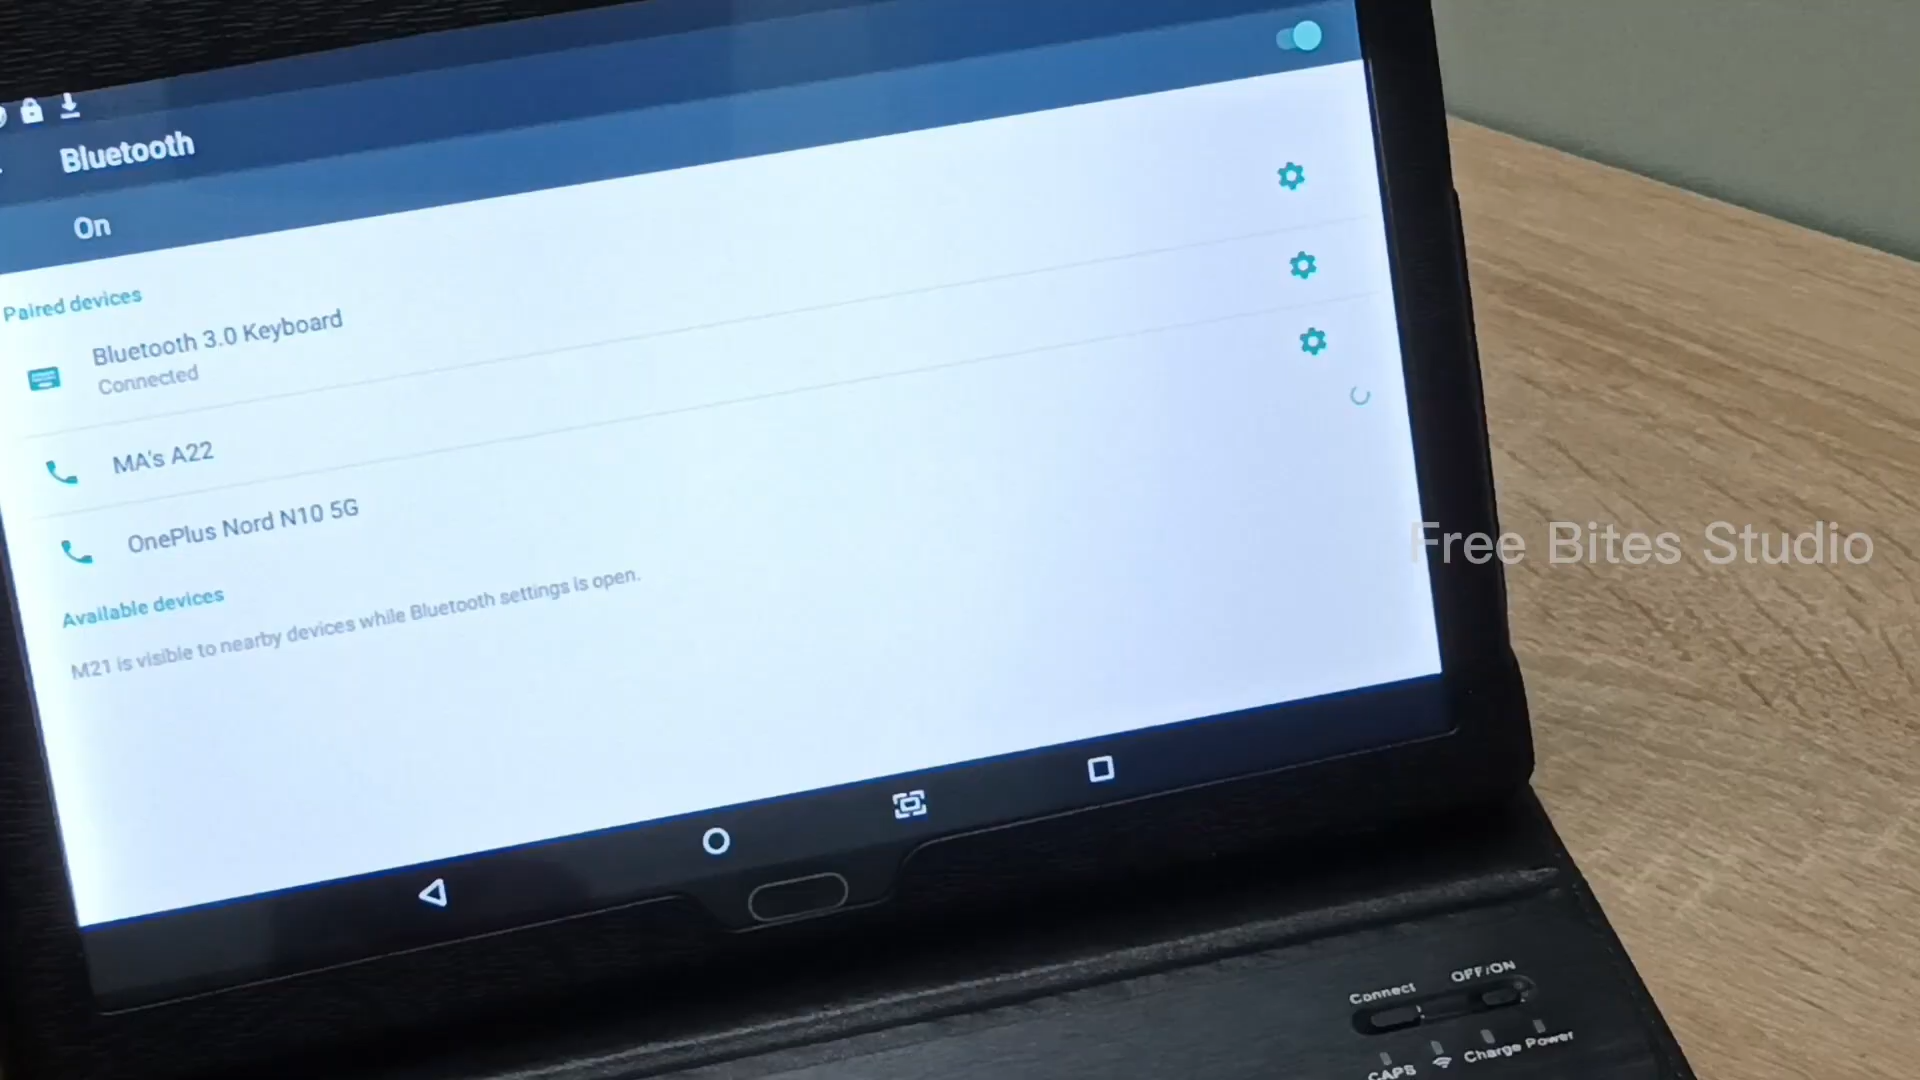 Bluetooth
On
Paired devices
Bluetooth 3.0 Keyboard
Connected
MA's A22
OnePlus Nord N10 5G
Available devices
M21 is visible to nearby devices while Bluetooth settings is open.
Free Bites Studio
Connect OFF/ON
CAPS Charge Power